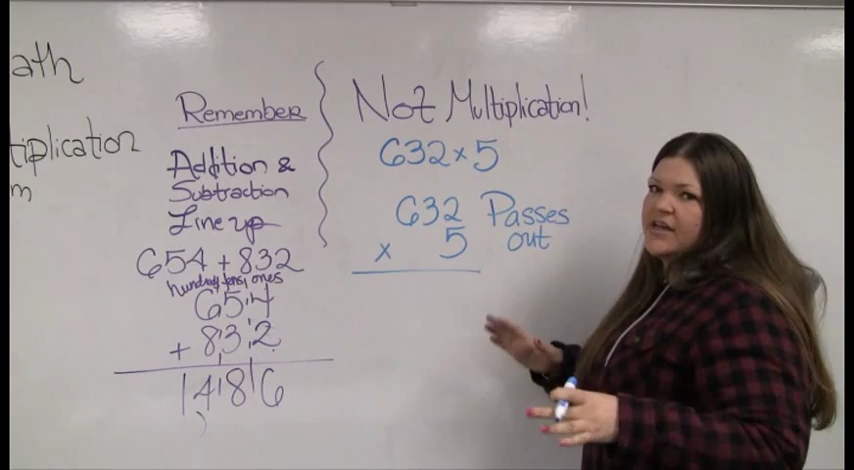 ath
tiplication
m
Remember
Addition &
Subtraction
Line up
654 + 832
hundreds, tens, ones
654
+ 832
1,486
Not Multiplication!
632 × 5
632 Passes
× 5 out